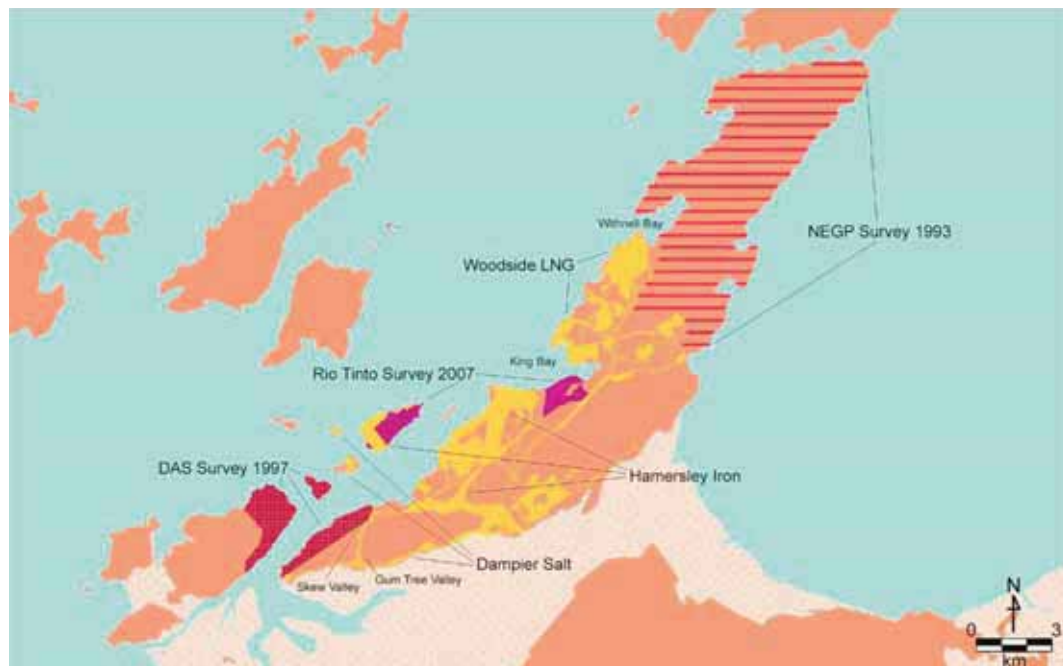 Withnell Bay
NEGP Survey 1993
Woodside LNG
King Bay
Rio Tinto Survey 2007
DAS Survey 1997
Hamersley Iron
Dampier Salt
Gum Tree Valley
Skew Valley
N
0 3
km